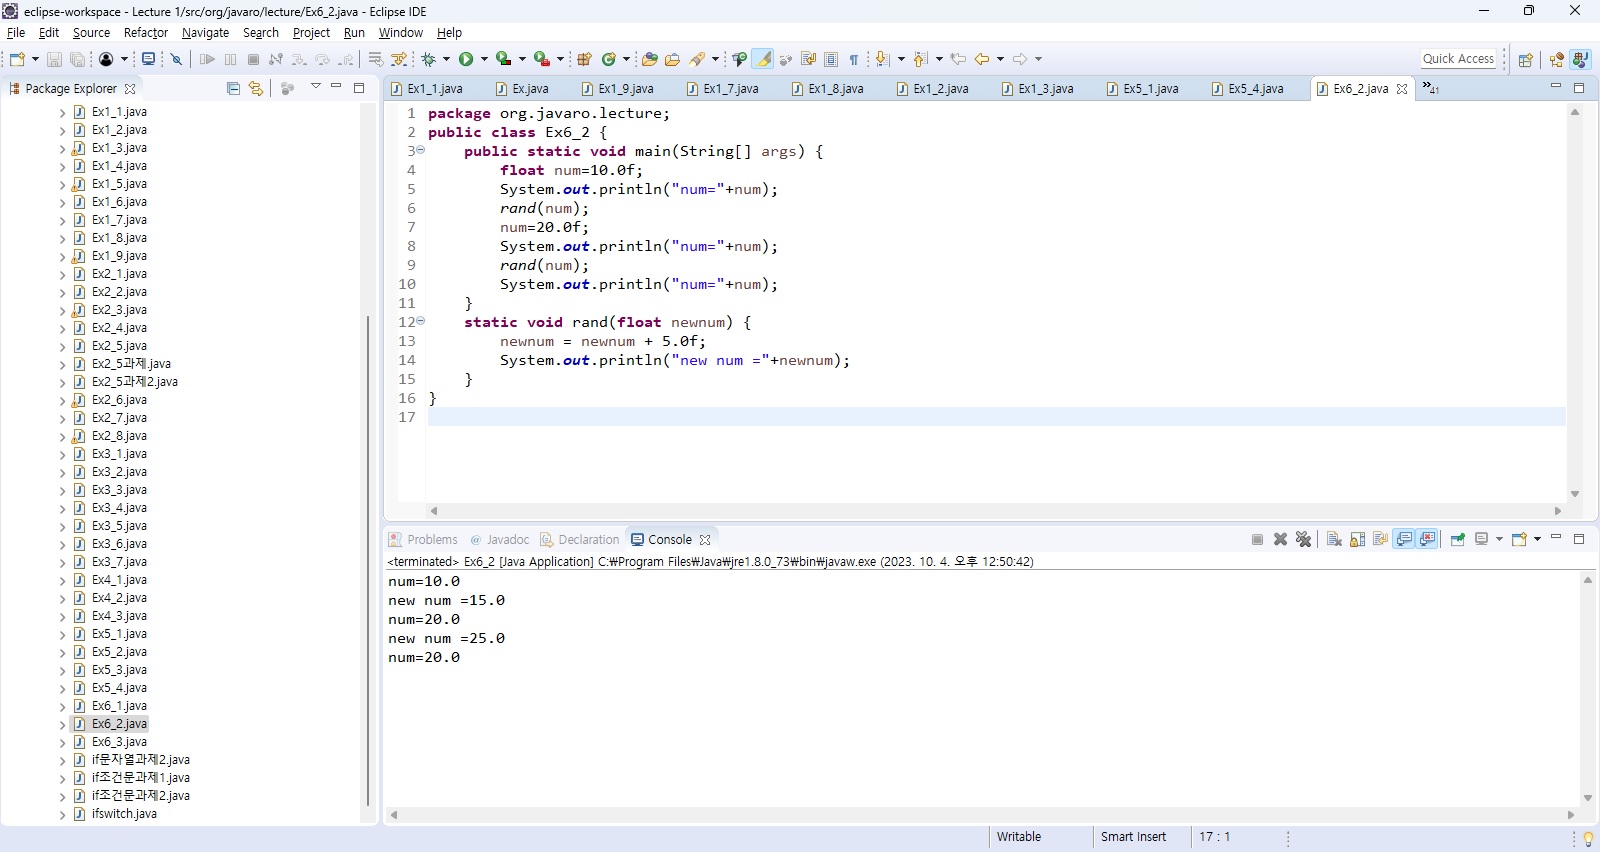 eclipse-workspace - Lecture 1/src/org/javaro/lecture/Ex6_2.java - Eclipse IDE
File Edit Source Refactor Navigate Search Project Run Window Help
Quick Access
Package Explorer
Ex1_1.java
Ex1_2.java
Ex1_3.java
Ex1_4.java
Ex1_5.java
Ex1_6.java
Ex1_7.java
Ex1_8.java
Ex1_9.java
Ex2_1.java
Ex2_2.java
Ex2_3.java
Ex2_4.java
Ex2_5.java
Ex2_5과제.java
Ex2_5과제2.java
Ex2_6.java
Ex2_7.java
Ex2_8.java
Ex3_1.java
Ex3_2.java
Ex3_3.java
Ex3_4.java
Ex3_5.java
Ex3_6.java
Ex3_7.java
Ex4_1.java
Ex4_2.java
Ex4_3.java
Ex5_1.java
Ex5_2.java
Ex5_3.java
Ex5_4.java
Ex6_1.java
Ex6_2.java
Ex6_3.java
if문자열과제2.java
if조건문과제1.java
if조건문과제2.java
ifswitch.java
Ex1_1.java Ex.java Ex1_9.java Ex1_7.java Ex1_8.java Ex1_2.java Ex1_3.java Ex5_1.java Ex5_4.java Ex6_2.java »41
1 package org.javaro.lecture;
2 public class Ex6_2 {
3 public static void main(String[] args) {
4 float num=10.0f;
5 System.out.println("num="+num);
6 rand(num);
7 num=20.0f;
8 System.out.println("num="+num);
9 rand(num);
10 System.out.println("num="+num);
11 }
12 static void rand(float newnum) {
13 newnum = newnum + 5.0f;
14 System.out.println("new num ="+newnum);
15 }
16 }
17
Problems @ Javadoc Declaration Console
<terminated> Ex6_2 [Java Application] C:₩Program Files₩Java₩jre1.8.0_73₩bin₩javaw.exe (2023. 10. 4. 오후 12:50:42)
num=10.0
new num =15.0
num=20.0
new num =25.0
num=20.0
Writable Smart Insert 17 : 1